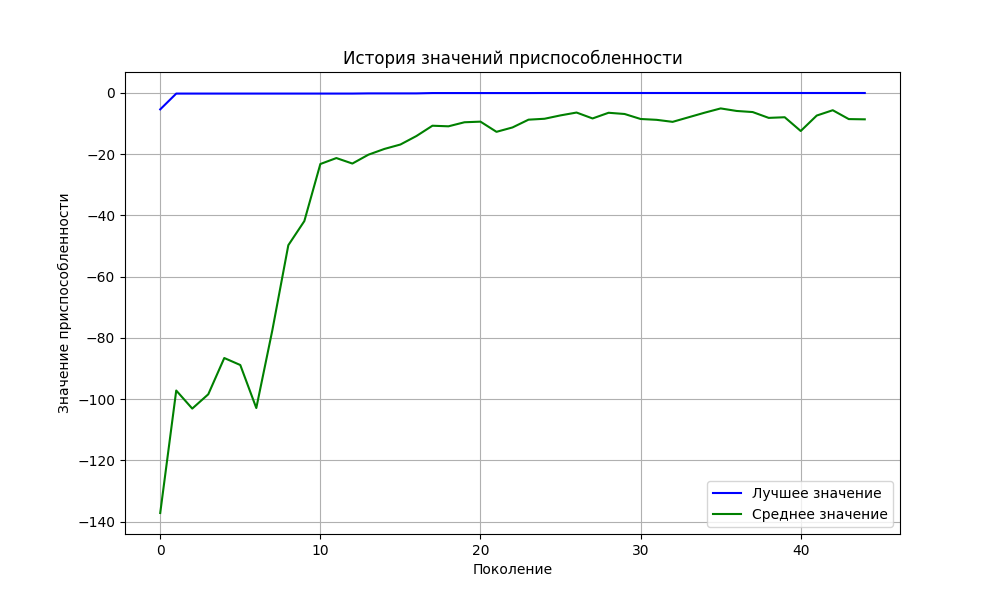 История значений приспособленности
0
−20
−40
−60
−80
−100
−120
−140
Значение приспособленности
0 10 20 30 40
Поколение
Лучшее значение
Среднее значение